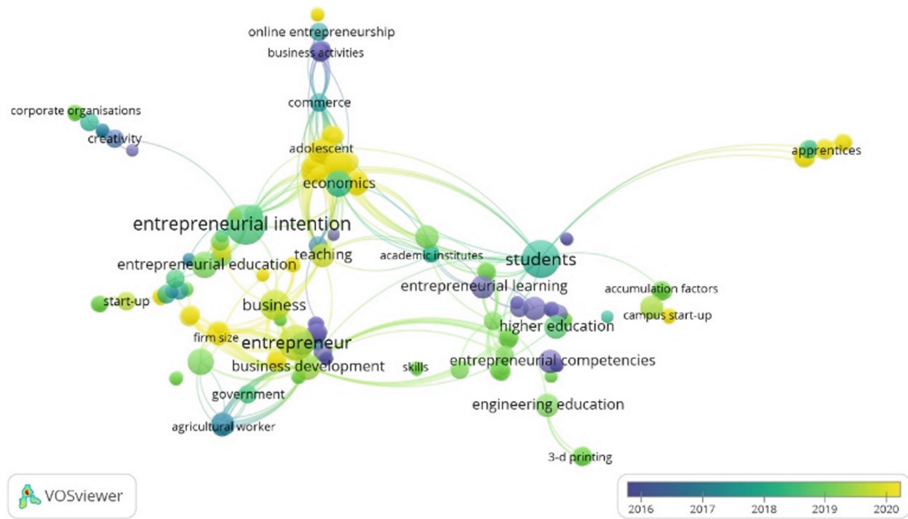 online entrepreneurship
business activities
corporate organisations
commerce
creativity
adolescent
apprentices
economics
entrepreneurial intention
teaching
academic institutes
students
entrepreneurial education
entrepreneurial learning
accumulation factors
start-up
business
campus start-up
higher education
firm size
entrepreneur
entrepreneurial competencies
business development
skills
government
engineering education
agricultural worker
3-d printing
VOSviewer
2016 2017 2018 2019 2020